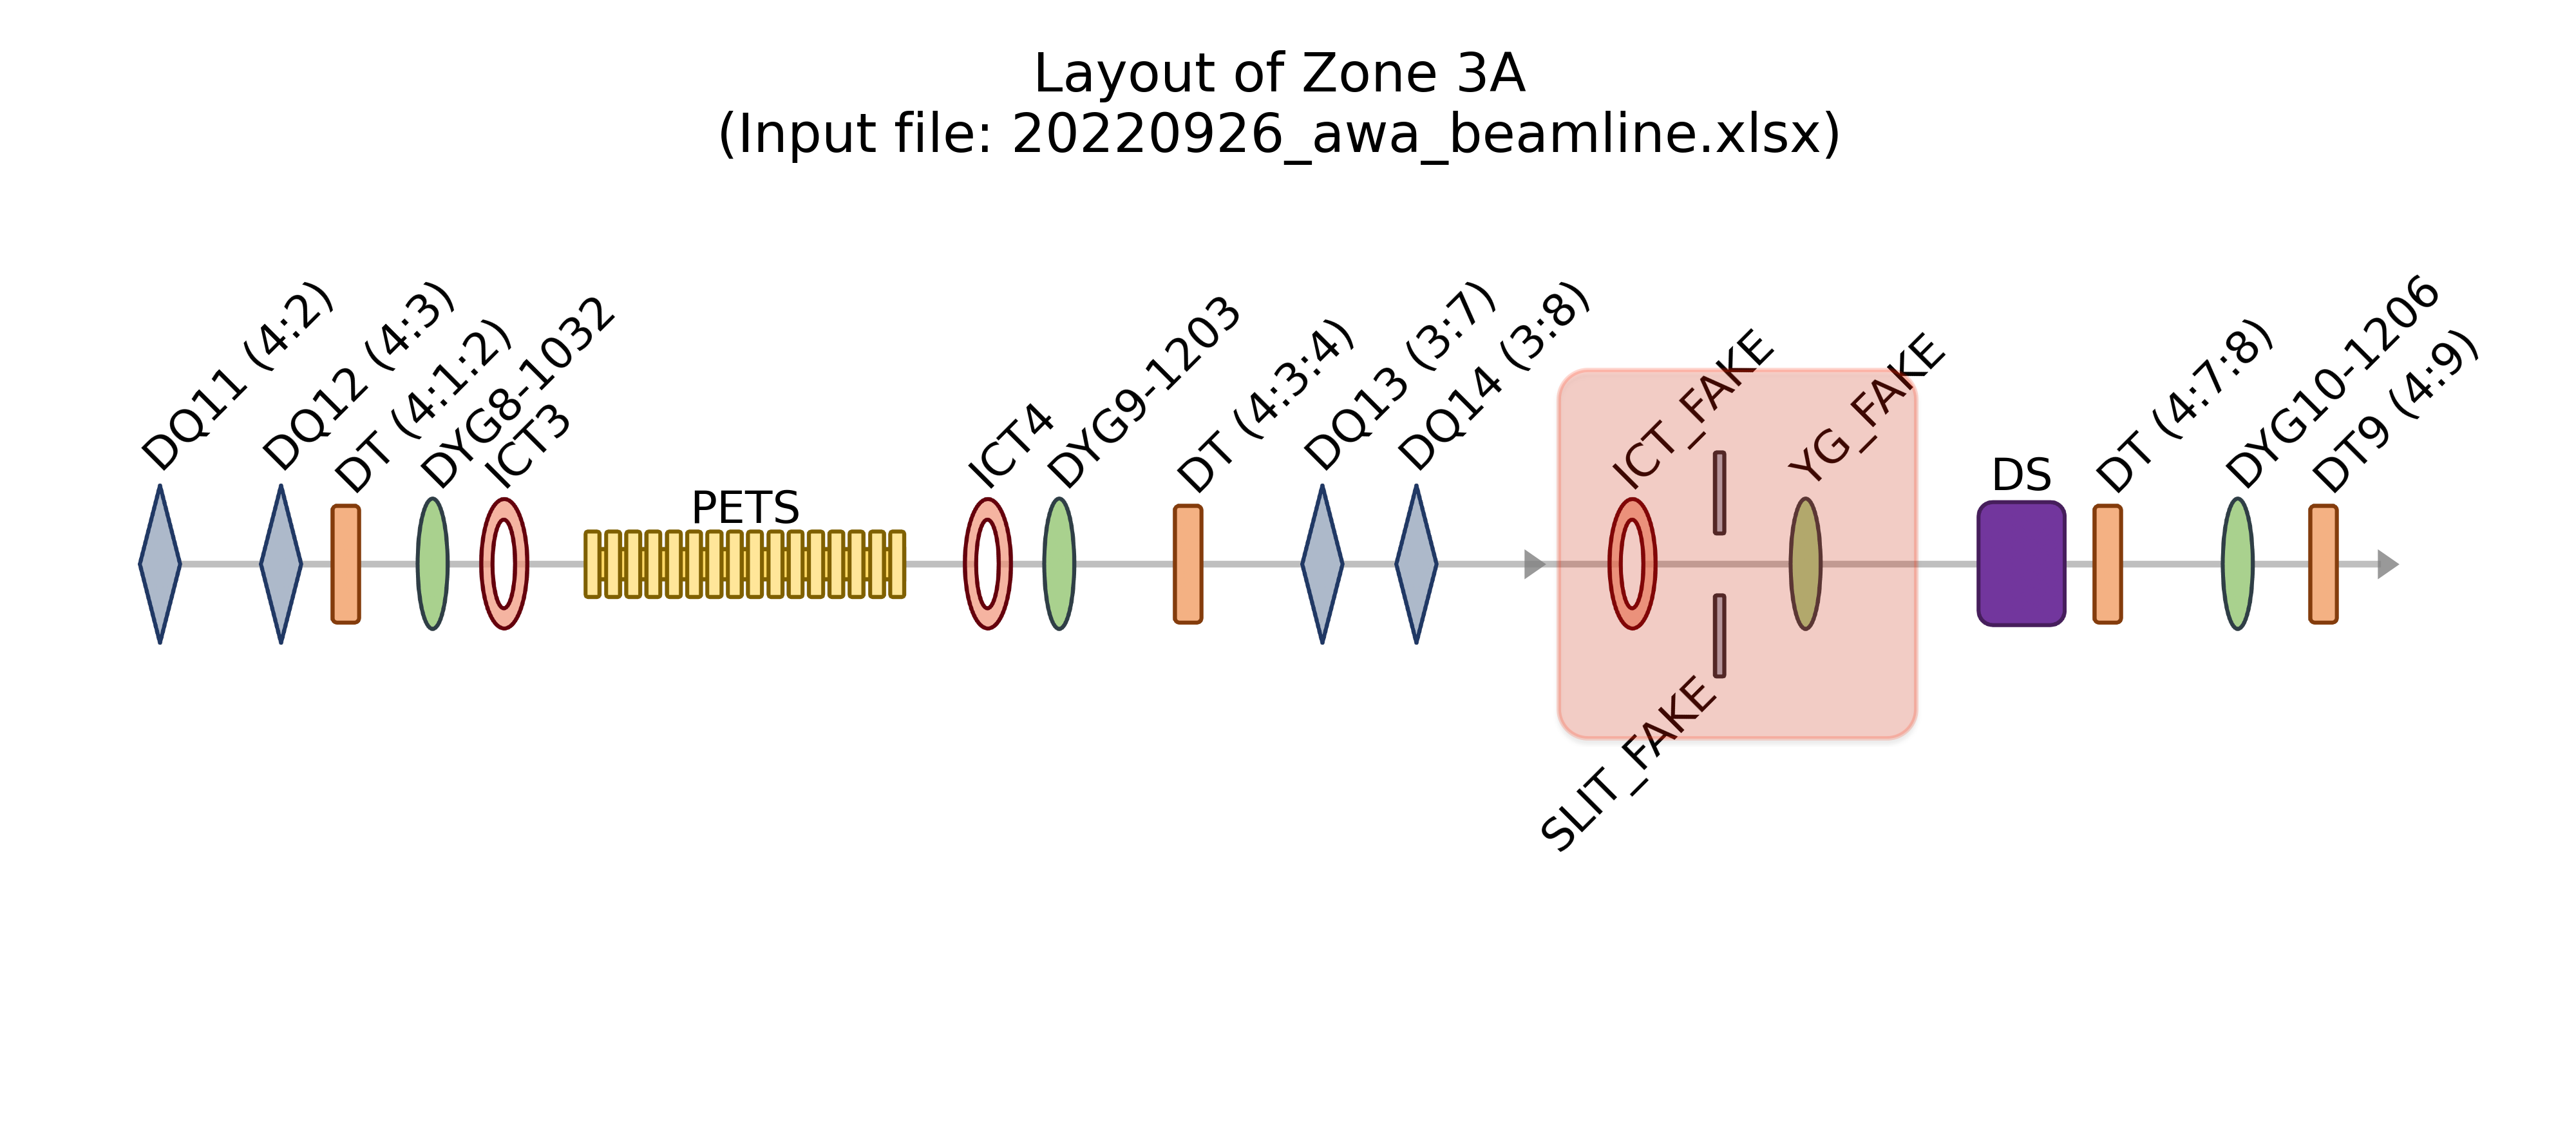 Layout of Zone 3A
(Input file: 20220926_awa_beamline.xlsx)
DQ11 (4:2)
DQ12 (4:3)
DT (4:1:2)
DYG8-1032
ICT3
PETS
ICT4
DYG9-1203
DT (4:3:4)
DQ13 (3:7)
DQ14 (3:8)
ICT_FAKE
SLIT_FAKE
YG_FAKE
DS
DT (4:7:8)
DYG10-1206
DT9 (4:9)